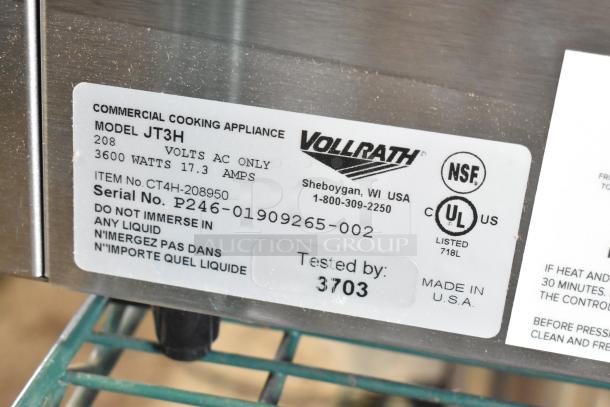 COMMERCIAL COOKING APPLIANCE
MODEL JT3H
208 VOLTS AC ONLY
3600 WATTS 17.3 AMPS
ITEM No. CT4H-208950
Serial No. P246-01909265-002
DO NOT IMMERSE IN
ANY LIQUID
N'IMERGEZ PAS DANS
N"IMPORTE QUEL LIQUIDE
VOLLRATH
Sheboygan, WI USA
1-800-309-2250
Tested by:
3703
NSF
C UL US
LISTED
718L
MADE IN
U.S.A.
AUCTION GROUP
IF HEAT AND
30 MINUTES.
THE CONTROL
BEFORE PRESS
CLEAN AND FRE